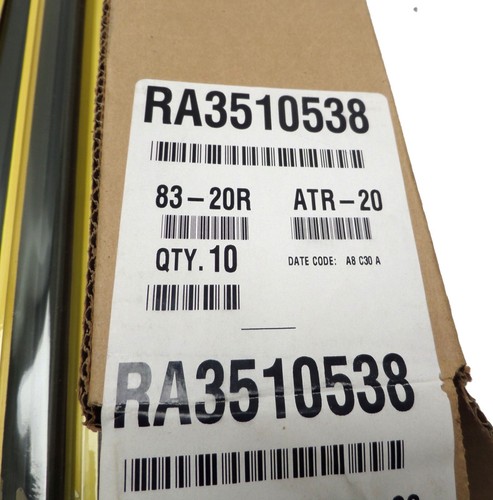 RA3510538
83-20R ATR-20
QTY. 10 DATE CODE: A8 C30 A
RA3510538